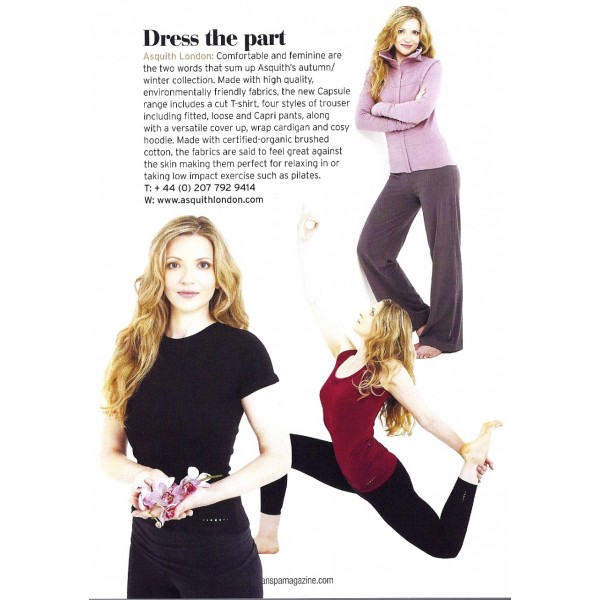 Dress the part
Asquith London: Comfortable and feminine are
the two words that sum up Asquith's autumn/
winter collection. Made with high quality,
environmentally friendly fabrics, the new Capsule
range includes a cut T-shirt, four styles of trouser
including fitted, loose and Capri pants, along
with a versatile cover up, wrap cardigan and cosy
hoodie. Made with certified-organic brushed
cotton, the fabrics are said to feel great against
the skin making them perfect for relaxing in or
taking low impact exercise such as pilates.
T: + 44 (0) 207 792 9414
W: www.asquithlondon.com
anspamagazine.com